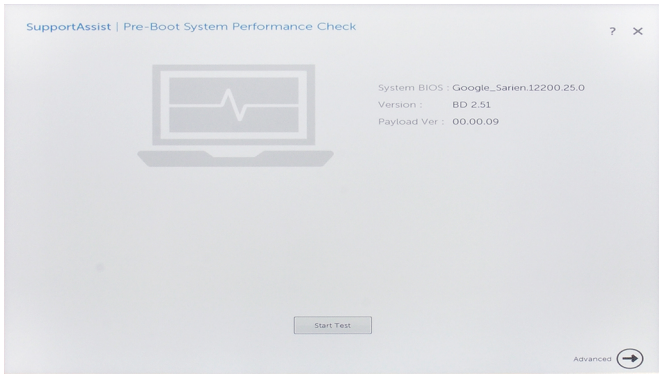 SupportAssist | Pre-Boot System Performance Check
? ×
System BIOS : Google_Sarien.12200.25.0
Version : BD 2.51
Payload Ver : 00.00.09
Start Test
Advanced